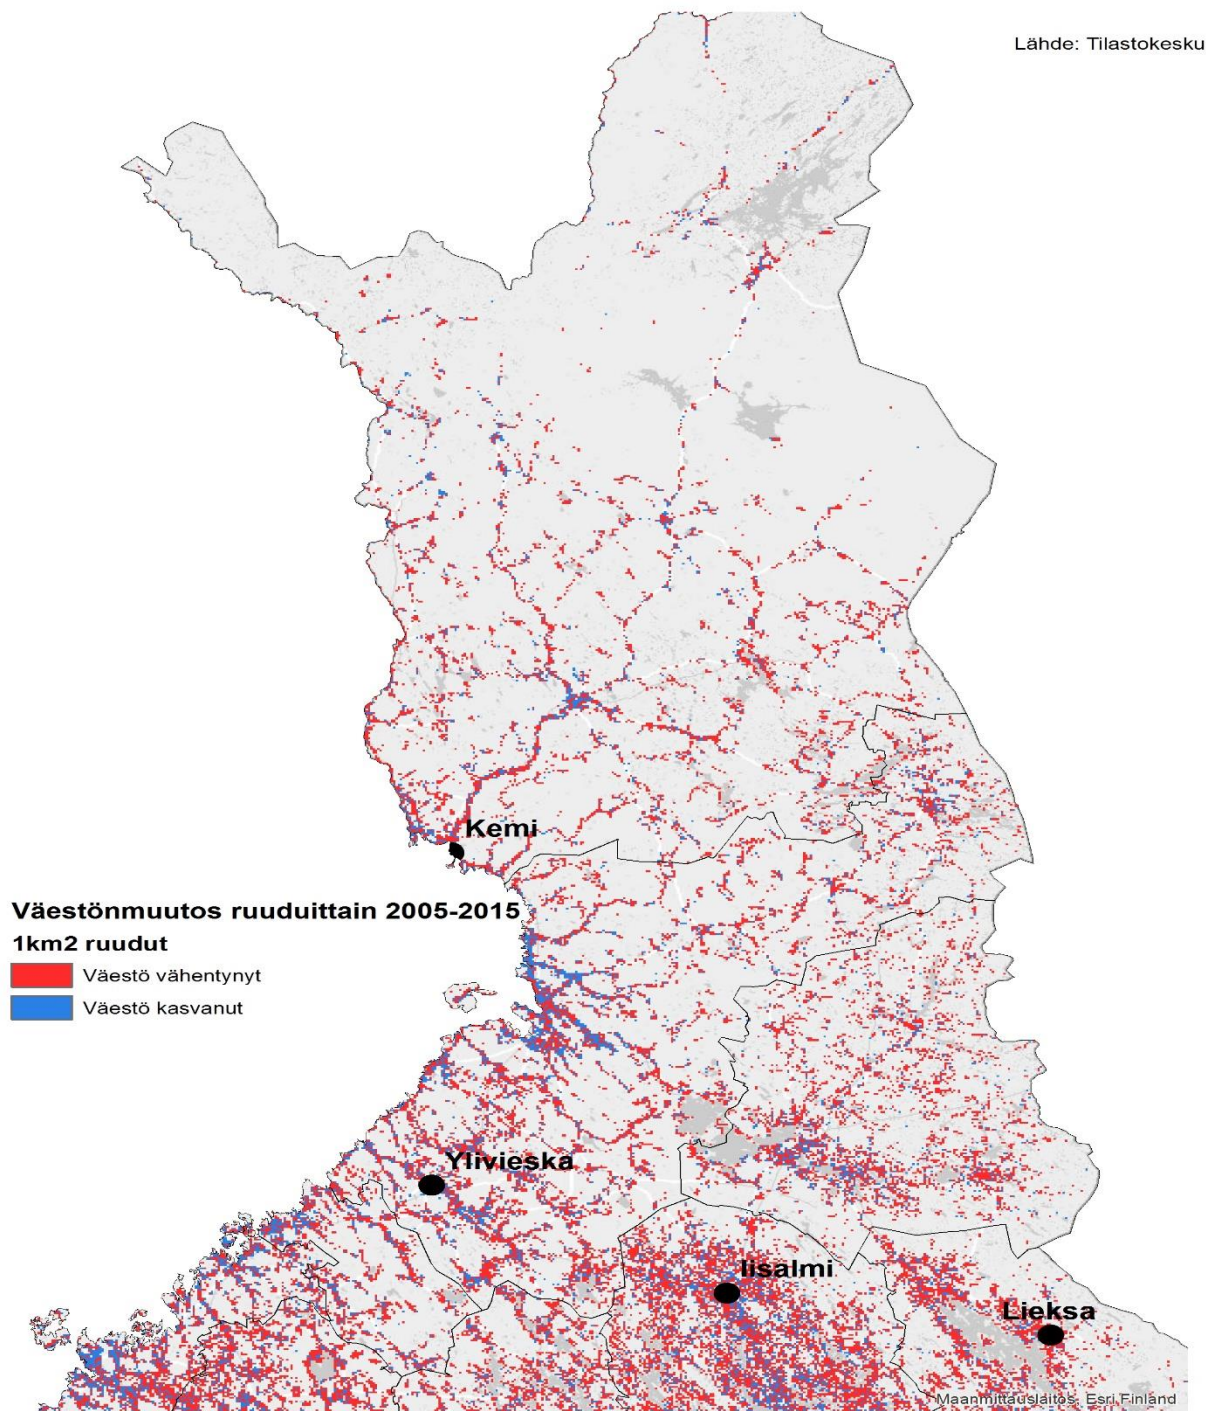 Lähde: Tilastokesku
Kemi
Väestönmuutos ruuduittain 2005-2015
1km2 ruudut
Väestö vähentynyt
Väestö kasvanut
Ylivieska
Iisalmi
Lieksa
Maanmittauslaitos, Esri Finland